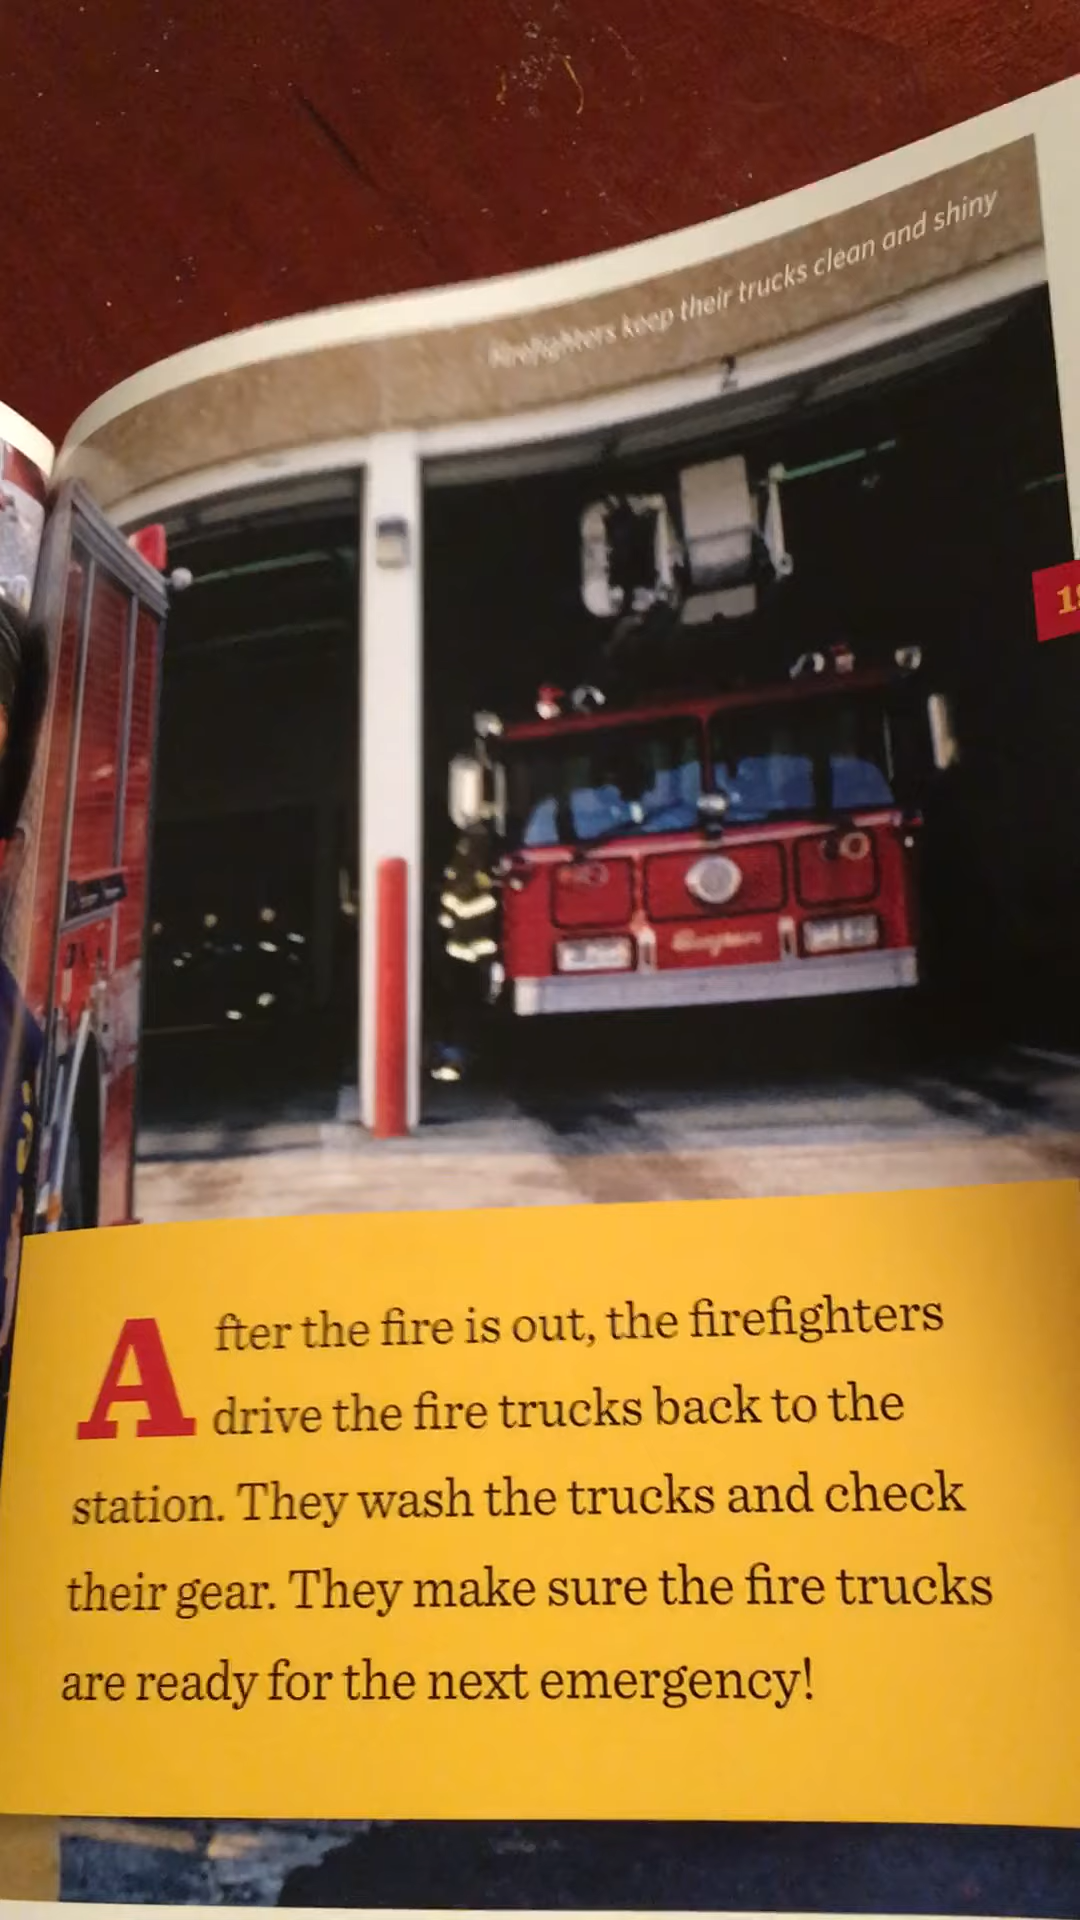 Firefighters keep their trucks clean and shiny
2
After the fire is out, the firefighters
drive the fire trucks back to the
station. They wash the trucks and check
their gear. They make sure the fire trucks
are ready for the next emergency!